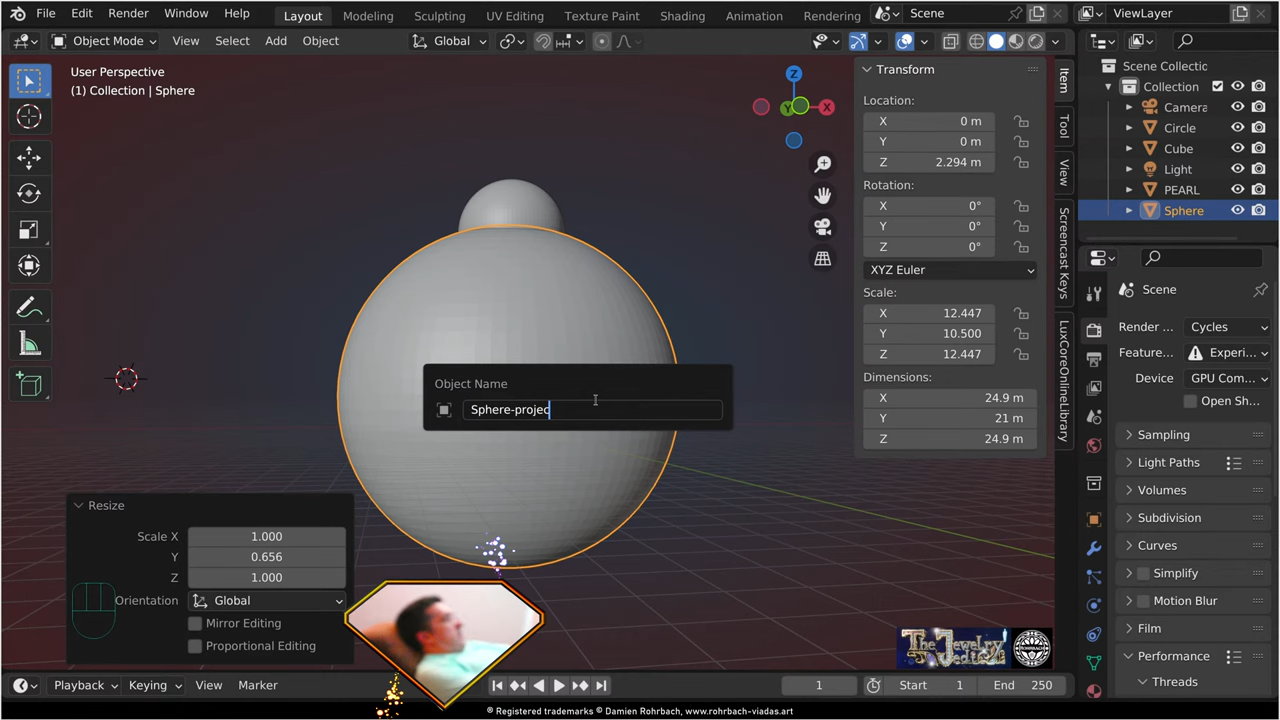 File Edit Render Window Help Layout Modeling Sculpting UV Editing Texture Paint Shading Animation Rendering Scene ViewLayer
Object Mode View Select Add Object Global
User Perspective
(1) Collection | Sphere
Z
Y
X
Transform
Location:
X 0 m
Y 0 m
Z 2.294 m
Rotation:
X 0°
Y 0°
Z 0°
XYZ Euler
Scale:
X 12.447
Y 10.500
Z 12.447
Dimensions:
X 24.9 m
Y 21 m
Z 24.9 m
Item
Tool
View
Screencast Keys
LuxCoreOnlineLibrary
Scene Collectic
Collection
Camera
Circle
Cube
Light
PEARL
Sphere
Scene
Render ... Cycles
Feature... Experi...
Device GPU Com...
Open Sh...
Sampling
Light Paths
Volumes
Subdivision
Curves
Simplify
Motion Blur
Film
Performance
Threads
Object Name
Sphere-projec
Resize
Scale X 1.000
Y 0.656
Z 1.000
Orientation Global
Mirror Editing
Proportional Editing
The Jewelry
ROHRBACH
Playback Keying View Marker 1 Start 1 End 250
® Registered trademarks © Damien Rohrbach, www.rohrbach-viadas.art